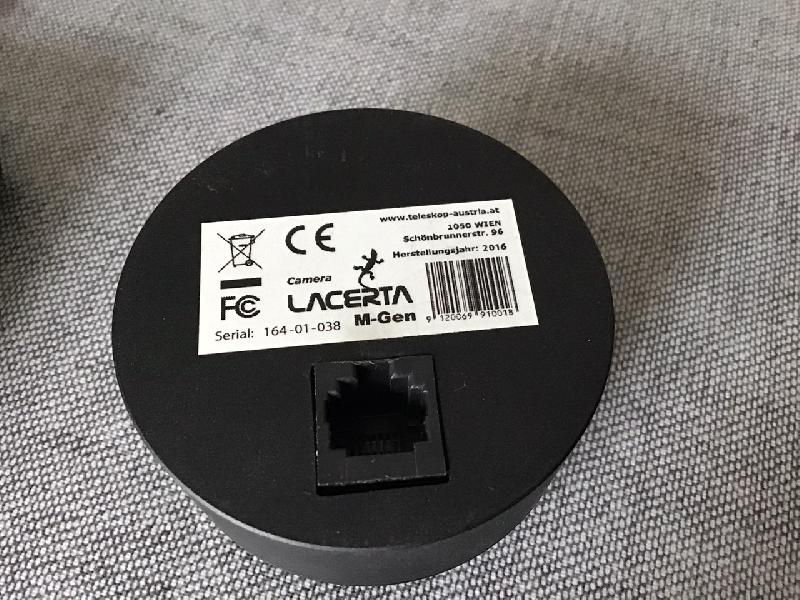 www.teleskop-austria.at
1050 WIEN
Schönbrunnerstr. 96
Herstellungsjahr: 2016
CE
FC
Camera
LACERTA
M-Gen
Serial: 164-01-038
9 120069 910018